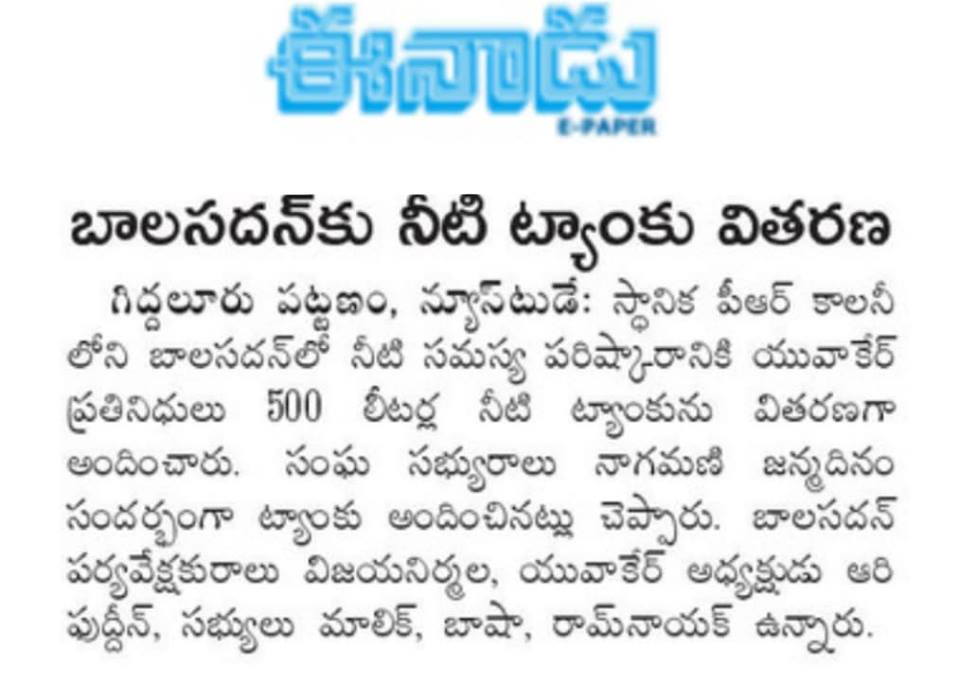 ఈనాడు
E-PAPER
బాలసదన్‌కు నీటి ట్యాంకు వితరణ
గిద్దలూరు పట్టణం, న్యూస్‌టుడే: స్థానిక పీఆర్ కాలనీ
లోని బాలసదన్‌లో నీటి సమస్య పరిష్కారానికి యువాకేర్
ప్రతినిధులు 500 లీటర్ల నీటి ట్యాంకును వితరణగా
అందించారు. సంఘ సభ్యురాలు నాగమణి జన్మదినం
సందర్భంగా ట్యాంకు అందించినట్లు చెప్పారు. బాలసదన్
పర్యవేక్షకురాలు విజయనిర్మల, యువాకేర్ అధ్యక్షుడు ఆరి
ఫుద్దీన్, సభ్యులు మాలిక్, బాషా, రామ్‌నాయక్ ఉన్నారు.